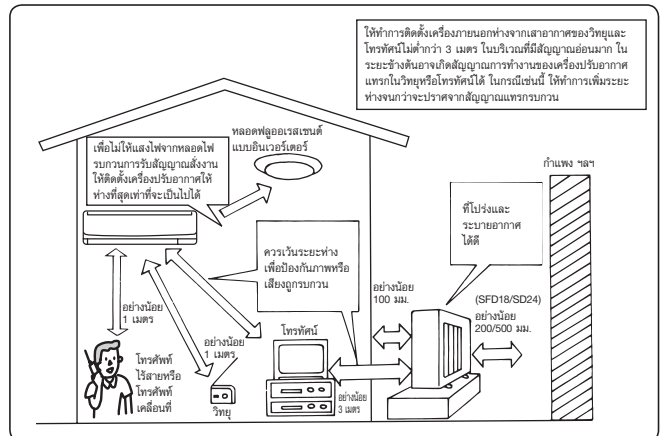 ให้ทำการติดตั้งเครื่องภายนอกห่างจากเสาอากาศของวิทยุและ
โทรทัศน์ไม่ต่ำกว่า 3 เมตร ในบริเวณที่มีสัญญาณอ่อนมาก ใน
ระยะข้างต้นอาจเกิดสัญญาณการทำงานของเครื่องปรับอากาศ
แทรกในวิทยุหรือโทรทัศน์ได้ ในกรณีเช่นนี้ ให้ทำการเพิ่มระยะ
ห่างจนกว่าจะปราศจากสัญญาณแทรกรบกวน
เพื่อไม่ให้แสงไฟจากหลอดไฟ
รบกวนการรับสัญญาณสั่งงาน
ให้ติดตั้งเครื่องปรับอากาศให้
ห่างที่สุดเท่าที่จะเป็นไปได้
หลอดฟลูออเรสเซนต์
แบบอินเวอร์เตอร์
กำแพง ฯลฯ
ที่โปร่งและ
ระบายอากาศ
ได้ดี
ควรเว้นระยะห่าง
เพื่อป้องกันภาพหรือ
เสียงถูกรบกวน
อย่างน้อย
100 มม.
(SFD18/SD24)
อย่างน้อย
200/500 มม.
อย่างน้อย
1 เมตร
อย่างน้อย
1 เมตร
โทรทัศน์
โทรศัพท์
ไร้สายหรือ
โทรศัพท์
เคลื่อนที่
วิทยุ
อย่างน้อย
3 เมตร